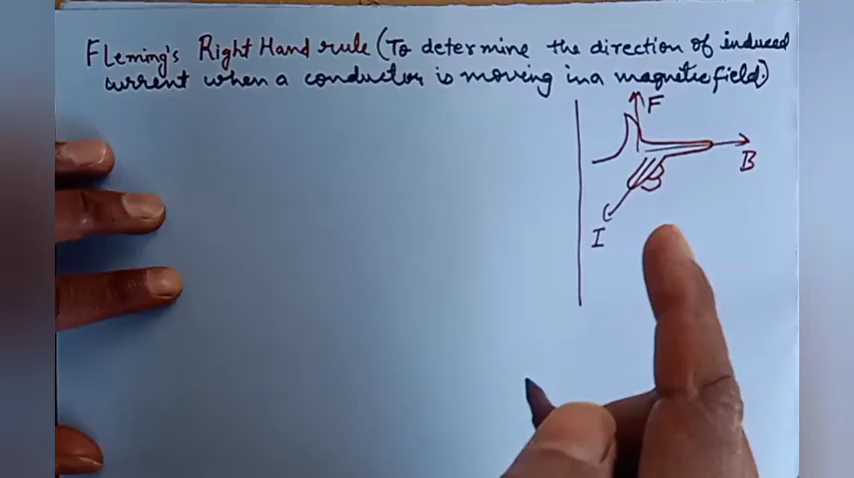 Fleming's Right Hand rule (To determine the direction of induced
current when a conductor is moving in a magnetic field.)
F
B
I